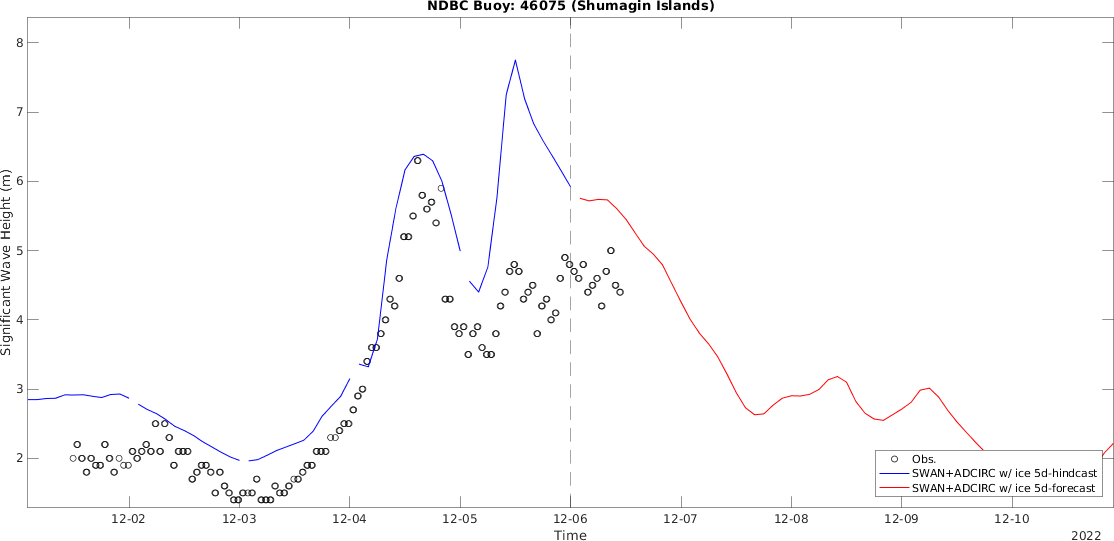 NDBC Buoy: 46075 (Shumagin Islands)
8
7
6
5
4
3
2
Significant Wave Height (m)
Obs.
SWAN+ADCIRC w/ ice 5d-hindcast
SWAN+ADCIRC w/ ice 5d-forecast
12-02 12-03 12-04 12-05 12-06 12-07 12-08 12-09 12-10
Time
2022